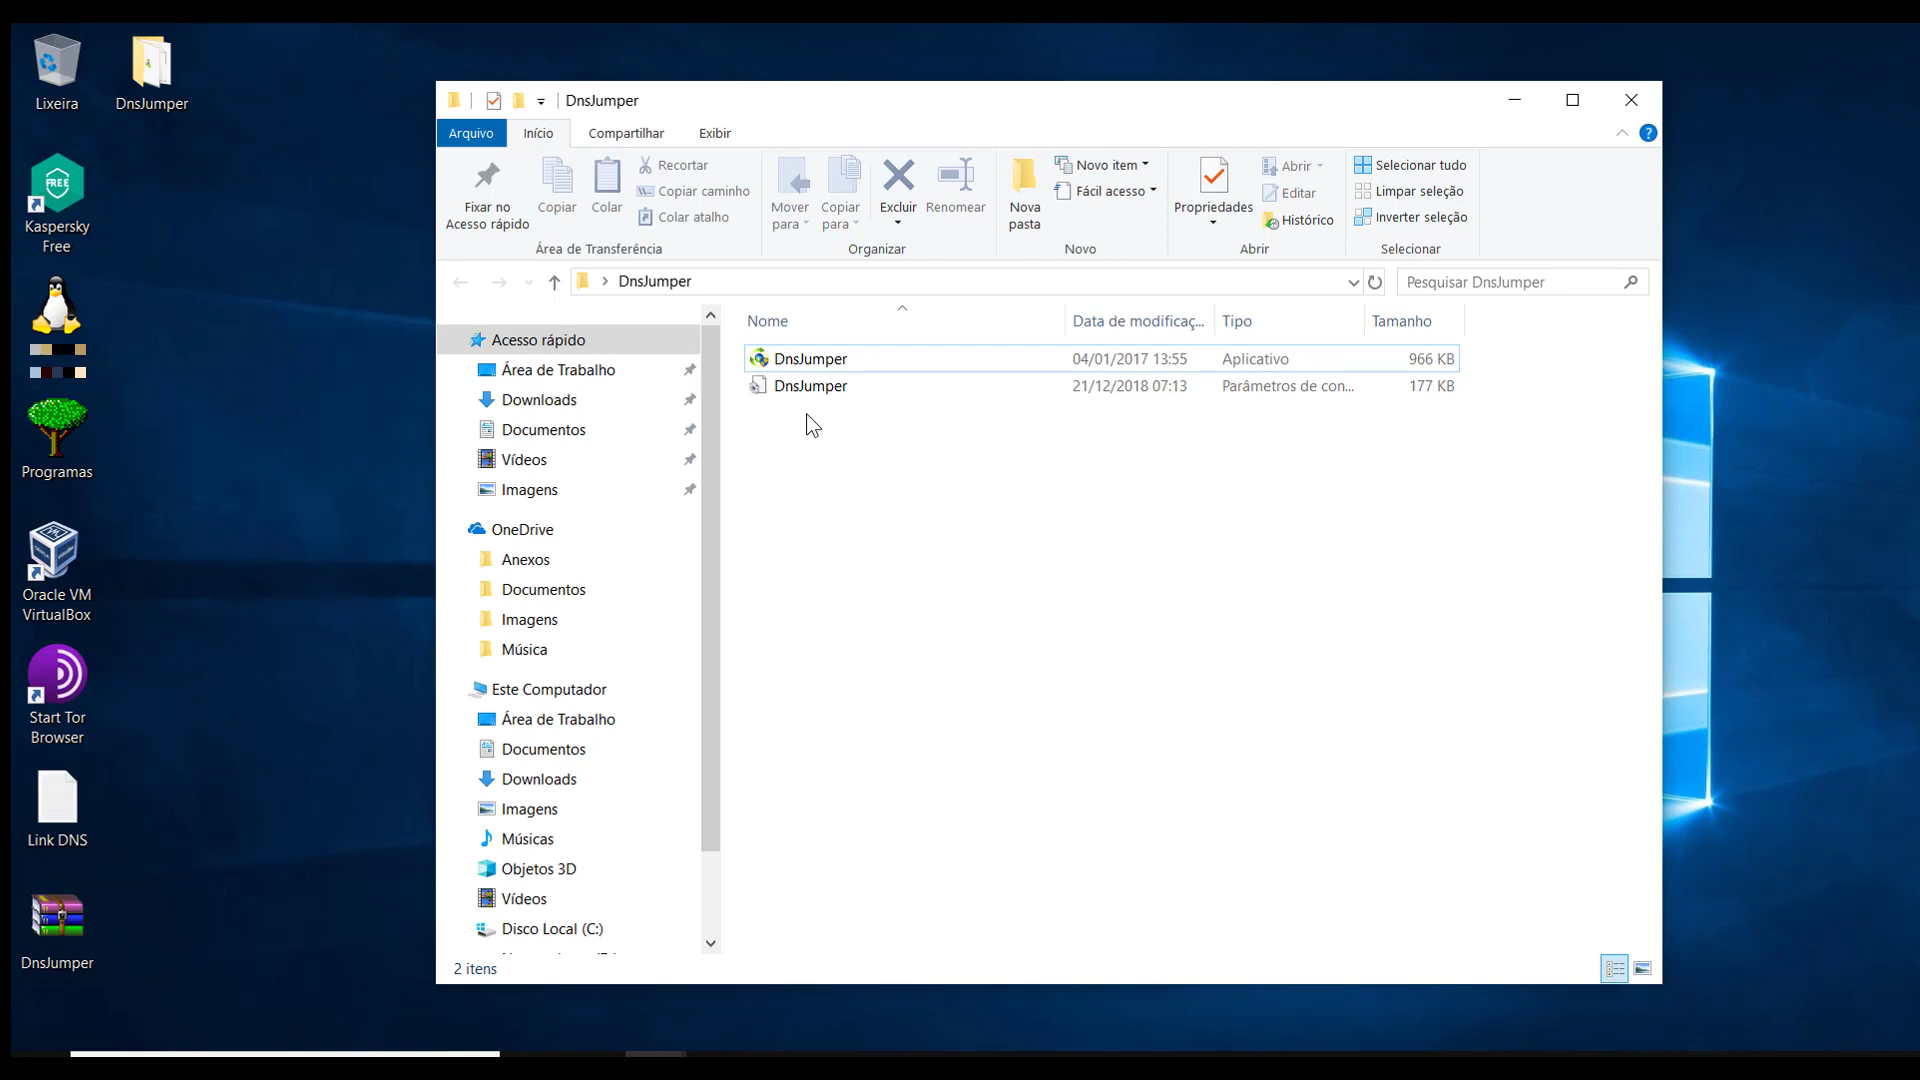 Lixeira
DnsJumper
FREE
Kaspersky
Free
Programas
Oracle VM
VirtualBox
Start Tor
Browser
Link DNS
DnsJumper
DnsJumper
Arquivo
Início
Compartilhar
Exibir
Fixar no
Acesso rápido
Copiar
Colar
Recortar
Copiar caminho
Colar atalho
Área de Transferência
Mover
para
Copiar
para
Excluir
Renomear
Organizar
Nova
pasta
Novo item
Fácil acesso
Novo
Propriedades
Abrir
Editar
Histórico
Abrir
Selecionar tudo
Limpar seleção
Inverter seleção
Selecionar
DnsJumper
Pesquisar DnsJumper
Nome Data de modificaç... Tipo Tamanho
DnsJumper 04/01/2017 13:55 Aplicativo 966 KB
DnsJumper 21/12/2018 07:13 Parâmetros de con... 177 KB
Acesso rápido
Área de Trabalho
Downloads
Documentos
Vídeos
Imagens
OneDrive
Anexos
Documentos
Imagens
Música
Este Computador
Área de Trabalho
Documentos
Downloads
Imagens
Músicas
Objetos 3D
Vídeos
Disco Local (C:)
2 itens